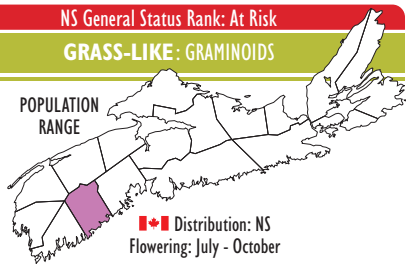 NS General Status Rank: At Risk
GRASS-LIKE: GRAMINOIDS
POPULATION
RANGE
Distribution: NS
Flowering: July - October